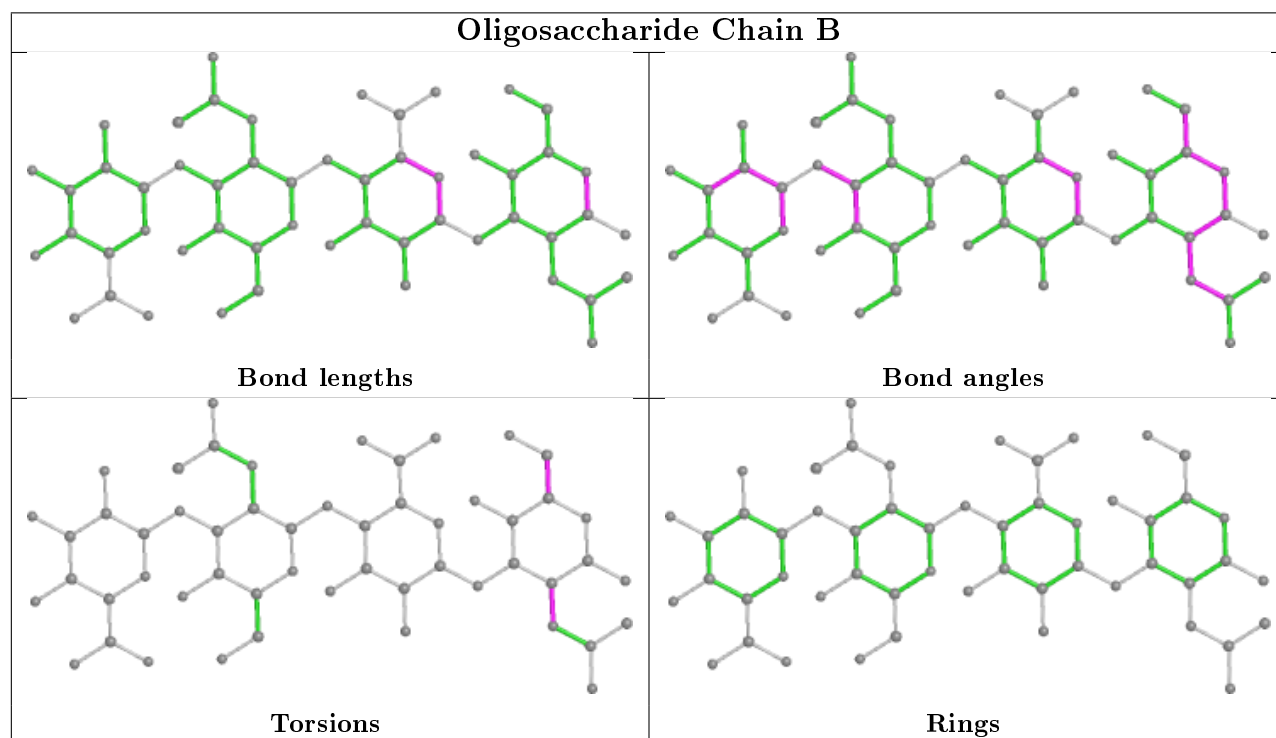 Oligosaccharide Chain B
Bond lengths
Bond angles
Torsions
Rings